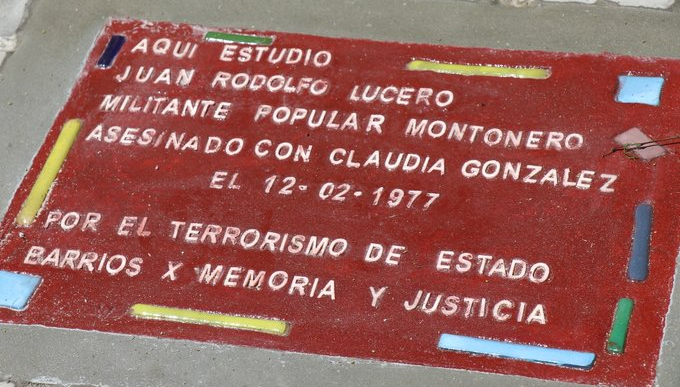 AQUI ESTUDIO
JUAN RODOLFO LUCERO
MILITANTE POPULAR MONTONERO
ASESINADO CON CLAUDIA GONZALEZ
EL 12-02-1977
POR EL TERRORISMO DE ESTADO
BARRIOS X MEMORIA Y JUSTICIA